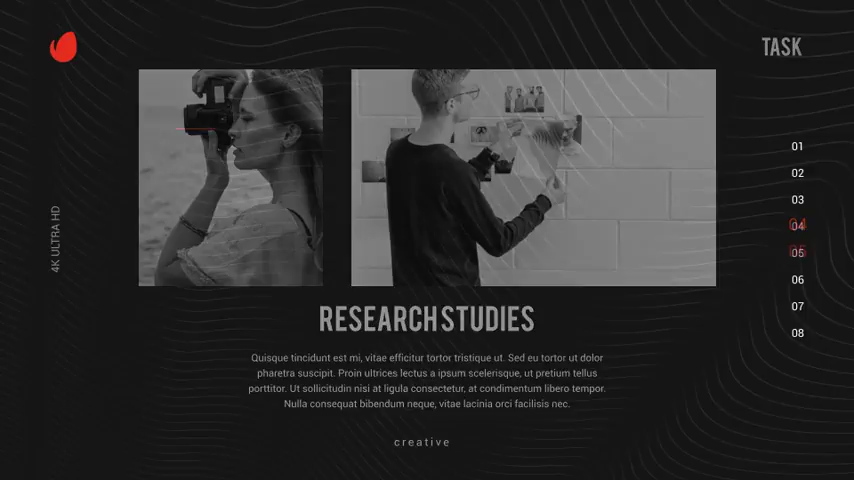 TASK
01
02
03
04
05
06
07
08
4K ULTRA HD
RESEARCH STUDIES
Quisque tincidunt est mi, vitae efficitur tortor tristique ut. Sed eu tortor ut dolor
pharetra suscipit. Proin ultrices lectus a ipsum scelerisque, ut pretium tellus
porttitor. Ut sollicitudin nisi at ligula consectetur, at condimentum libero tempor.
Nulla consequat bibendum neque, vitae lacinia orci facilisis nec.
creative